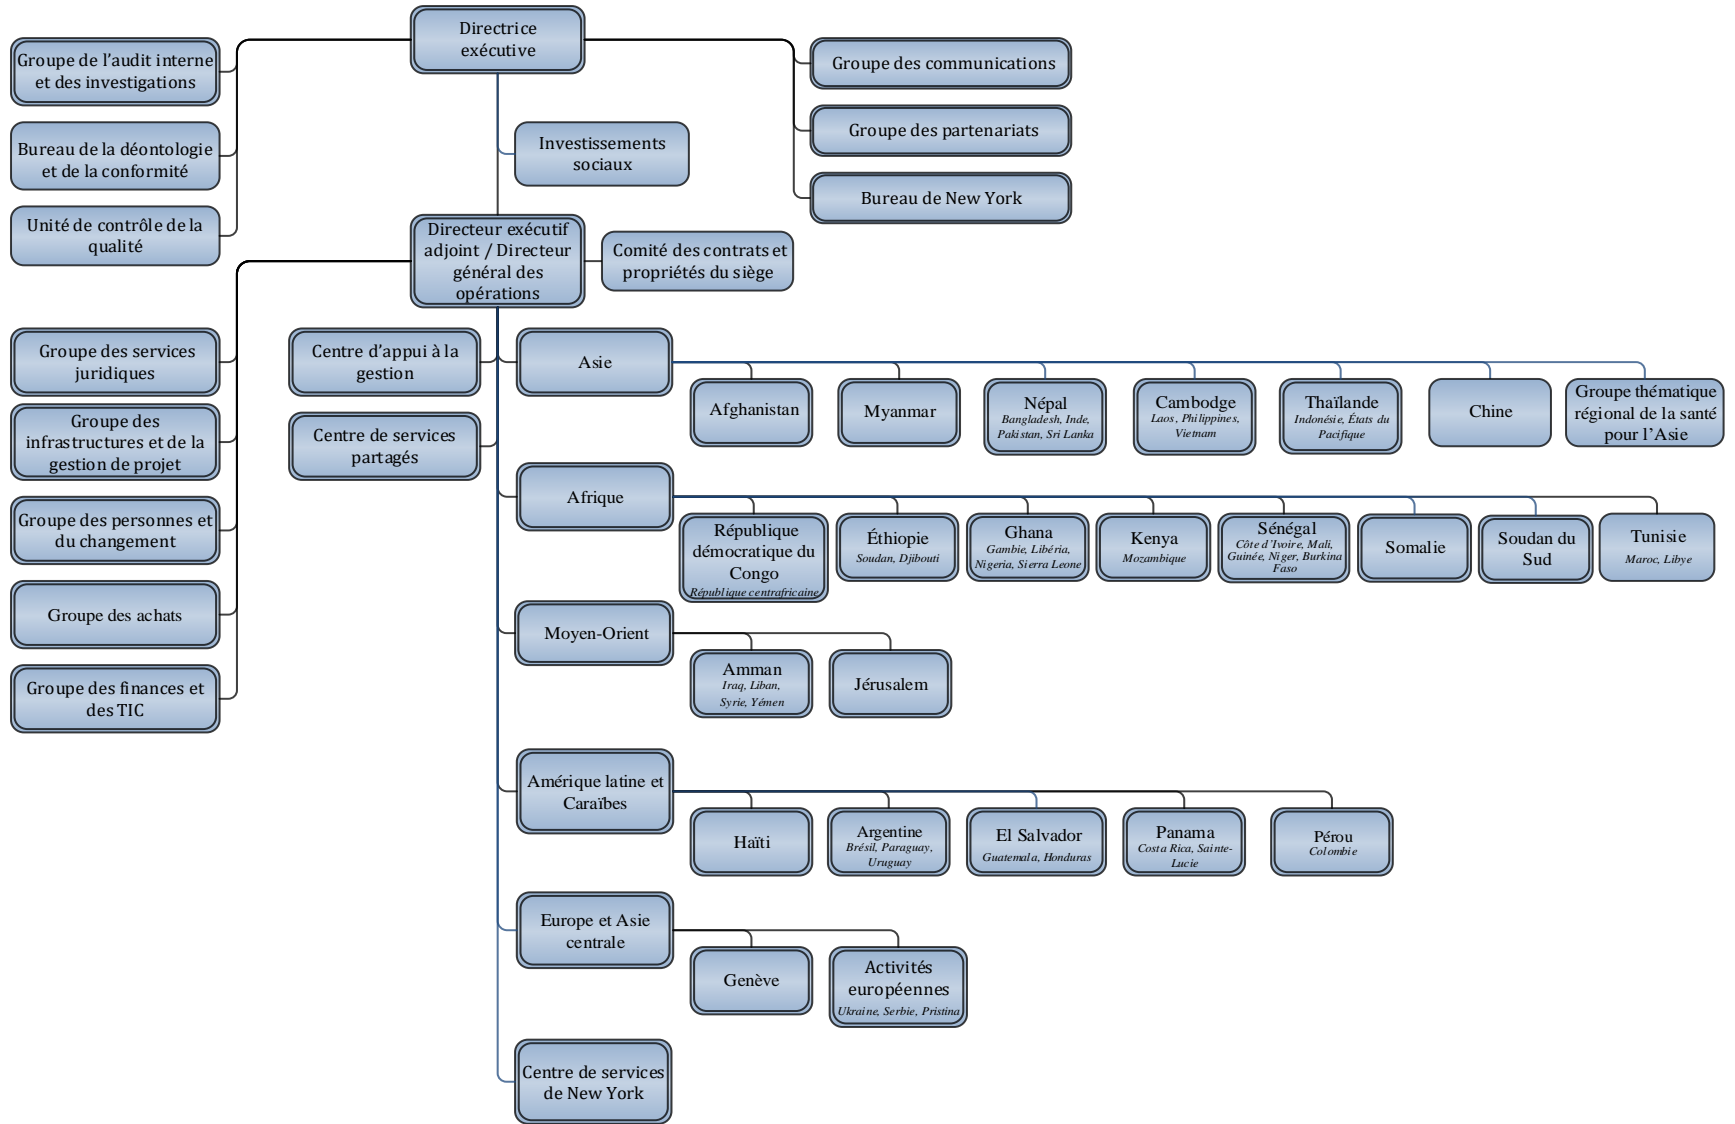 Directrice
exécutive
Groupe de l'audit interne
et des investigations
Bureau de la déontologie
et de la conformité
Unité de contrôle de la
qualité
Groupe des communications
Groupe des partenariats
Bureau de New York
Investissements
sociaux
Directeur exécutif
adjoint / Directeur
général des
opérations
Comité des contrats et
propriétés du siège
Groupe des services
juridiques
Groupe des
infrastructures et de la
gestion de projet
Groupe des personnes et
du changement
Groupe des achats
Groupe des finances et
des TIC
Centre d'appui à la
gestion
Centre de services
partagés
Asie
Afghanistan
Myanmar
Népal
Bangladesh, Inde,
Pakistan, Sri Lanka
Cambodge
Laos, Philippines,
Vietnam
Thaïlande
Indonésie, États du
Pacifique
Chine
Groupe thématique
régional de la santé
pour l'Asie
Afrique
République
démocratique du
Congo
République centrafricaine
Éthiopie
Soudan, Djibouti
Ghana
Gambie, Libéria,
Nigeria, Sierra Leone
Kenya
Mozambique
Sénégal
Côte d'Ivoire, Mali,
Guinée, Niger, Burkina
Faso
Somalie
Soudan du
Sud
Tunisie
Maroc, Libye
Moyen-Orient
Amman
Iraq, Liban,
Syrie, Yémen
Jérusalem
Amérique latine et
Caraïbes
Haïti
Argentine
Brésil, Paraguay,
Uruguay
El Salvador
Guatemala, Honduras
Panama
Costa Rica, Sainte-
Lucie
Pérou
Colombie
Europe et Asie
centrale
Genève
Activités
européennes
Ukraine, Serbie, Pristina
Centre de services
de New York